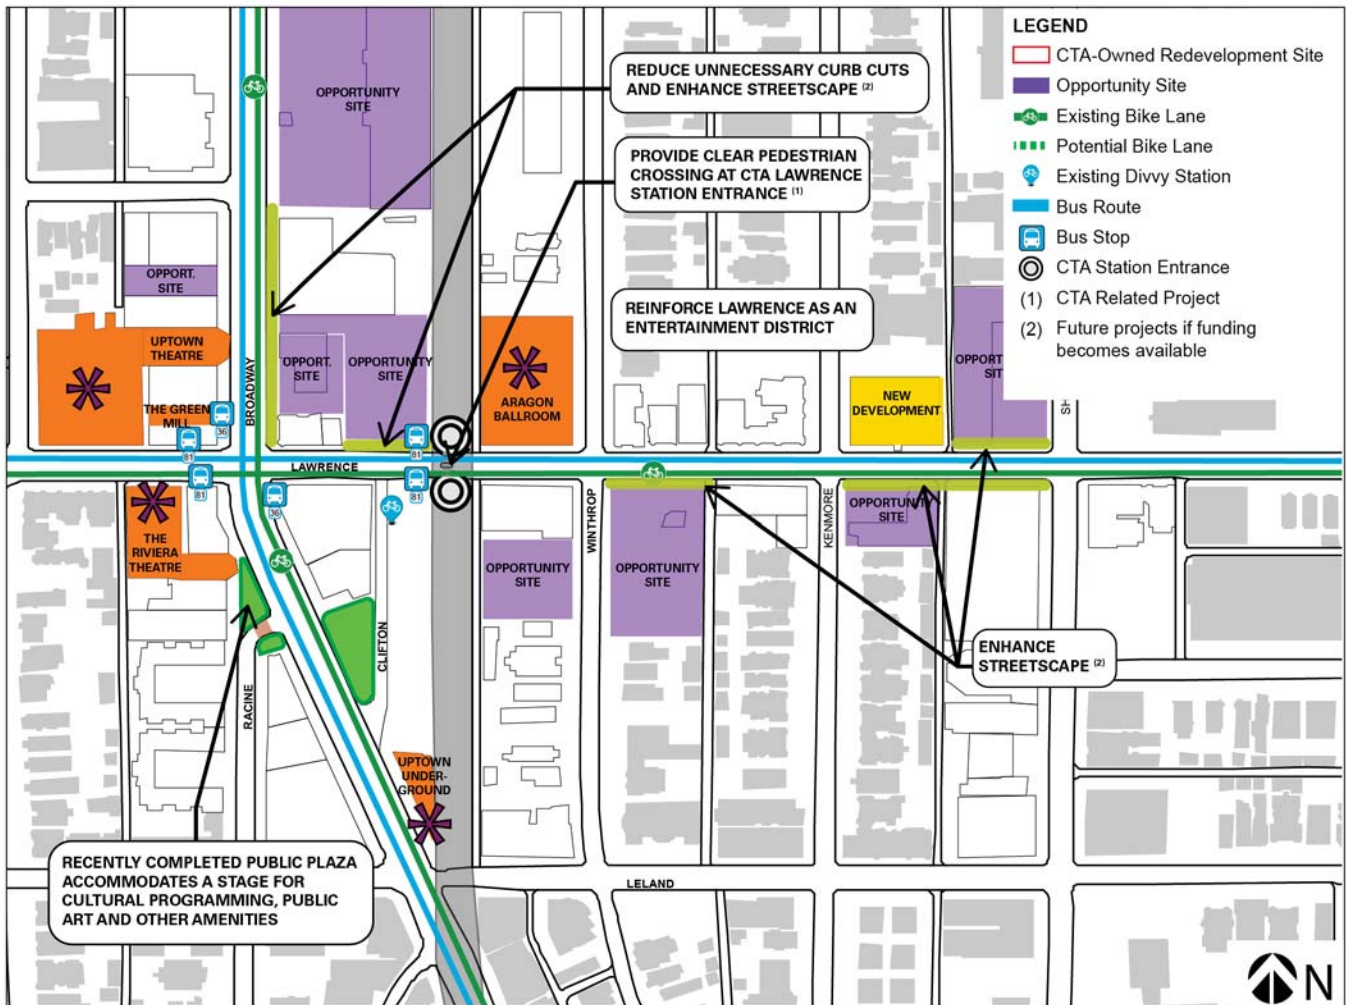 LEGEND
CTA-Owned Redevelopment Site
Opportunity Site
Existing Bike Lane
Potential Bike Lane
Existing Divvy Station
Bus Route
Bus Stop
CTA Station Entrance
(1) CTA Related Project
(2) Future projects if funding
becomes available
REDUCE UNNECESSARY CURB CUTS
AND ENHANCE STREETSCAPE (2)
PROVIDE CLEAR PEDESTRIAN
CROSSING AT CTA LAWRENCE
STATION ENTRANCE (1)
REINFORCE LAWRENCE AS AN
ENTERTAINMENT DISTRICT
OPPORTUNITY
SITE
OPPORT.
SITE
UPTOWN
THEATRE
THE GREEN
MILL
BROADWAY
OPPORT.
SITE
OPPORTUNITY
SITE
ARAGON
BALLROOM
NEW
DEVELOPMENT
OPPORT
SIT
SH
36
81
81
81
81
36
LAWRENCE
THE
RIVIERA
THEATRE
OPPORTUNITY
SITE
WINTHROP
OPPORTUNITY
SITE
KENMORE
OPPORTUNITY
SITE
CLIFTON
RACINE
ENHANCE
STREETSCAPE (2)
UPTOWN
UNDER-
GROUND
RECENTLY COMPLETED PUBLIC PLAZA
ACCOMMODATES A STAGE FOR
CULTURAL PROGRAMMING, PUBLIC
ART AND OTHER AMENITIES
LELAND
N